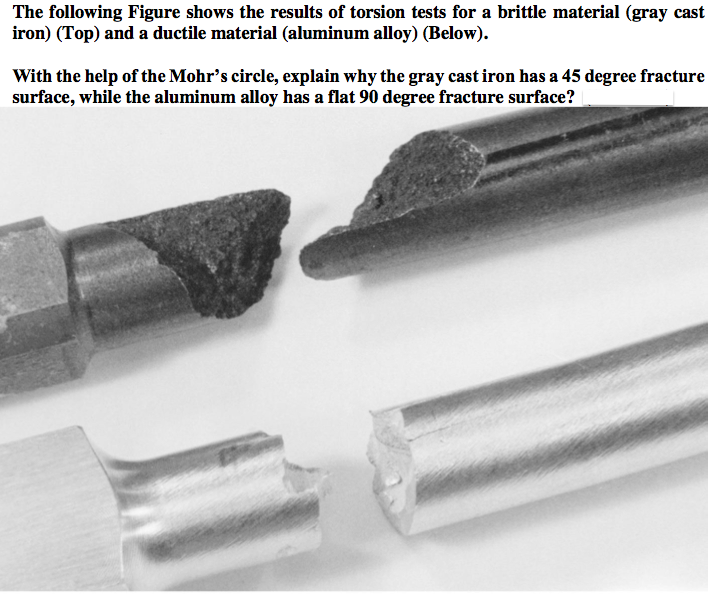 The following Figure shows the results of torsion tests for a brittle material (gray cast
iron) (Top) and a ductile material (aluminum alloy) (Below).
With the help of the Mohr's circle, explain why the gray cast iron has a 45 degree fracture
surface, while the aluminum alloy has a flat 90 degree fracture surface?